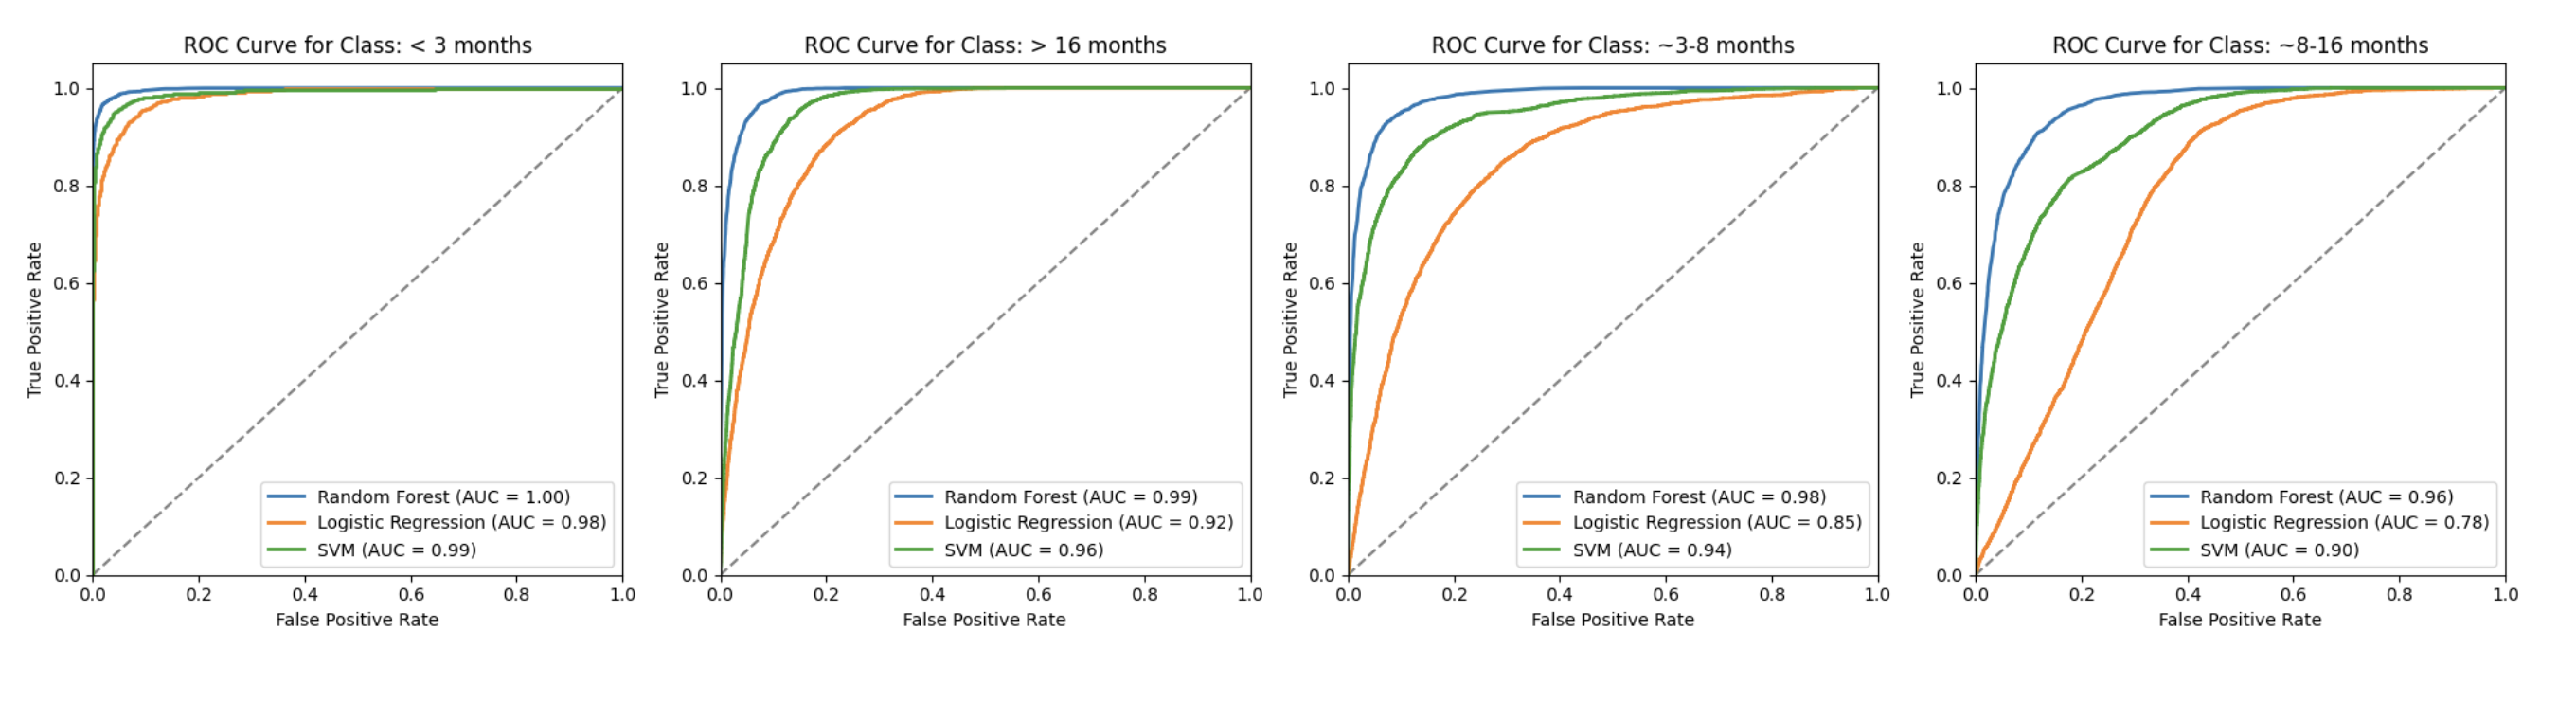 ROC Curve for Class: < 3 months
True Positive Rate
1.0
0.8
0.6
0.4
0.2
0.0
Random Forest (AUC = 1.00)
Logistic Regression (AUC = 0.98)
SVM (AUC = 0.99)
0.0 0.2 0.4 0.6 0.8 1.0
False Positive Rate
ROC Curve for Class: > 16 months
True Positive Rate
1.0
0.8
0.6
0.4
0.2
0.0
Random Forest (AUC = 0.99)
Logistic Regression (AUC = 0.92)
SVM (AUC = 0.96)
0.0 0.2 0.4 0.6 0.8 1.0
False Positive Rate
ROC Curve for Class: ~3-8 months
True Positive Rate
1.0
0.8
0.6
0.4
0.2
0.0
Random Forest (AUC = 0.98)
Logistic Regression (AUC = 0.85)
SVM (AUC = 0.94)
0.0 0.2 0.4 0.6 0.8 1.0
False Positive Rate
ROC Curve for Class: ~8-16 months
True Positive Rate
1.0
0.8
0.6
0.4
0.2
0.0
Random Forest (AUC = 0.96)
Logistic Regression (AUC = 0.78)
SVM (AUC = 0.90)
0.0 0.2 0.4 0.6 0.8 1.0
False Positive Rate